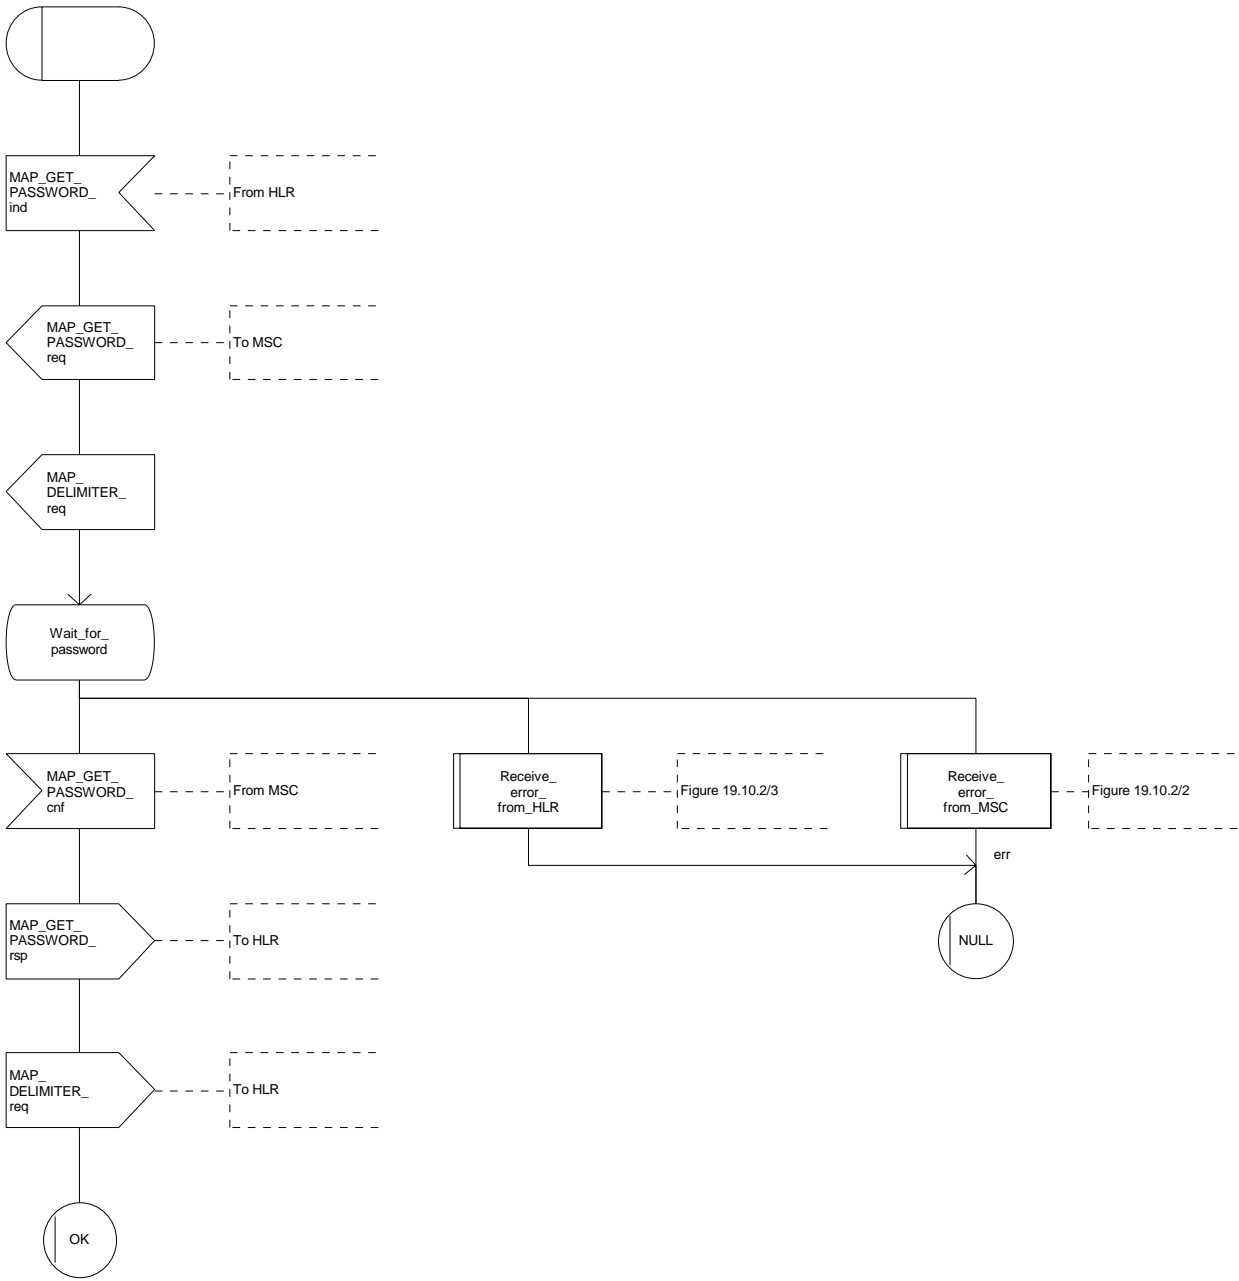 MAP_GET_
PASSWORD_
ind
From HLR
MAP_GET_
PASSWORD_
req
To MSC
MAP_
DELIMITER_
req
Wait_for_
password
MAP_GET_
PASSWORD_
cnf
From MSC
Receive_
error_
from_HLR
Figure 19.10.2/3
Receive_
error_
from_MSC
Figure 19.10.2/2
err
MAP_GET_
PASSWORD_
rsp
To HLR
NULL
MAP_
DELIMITER_
req
To HLR
OK